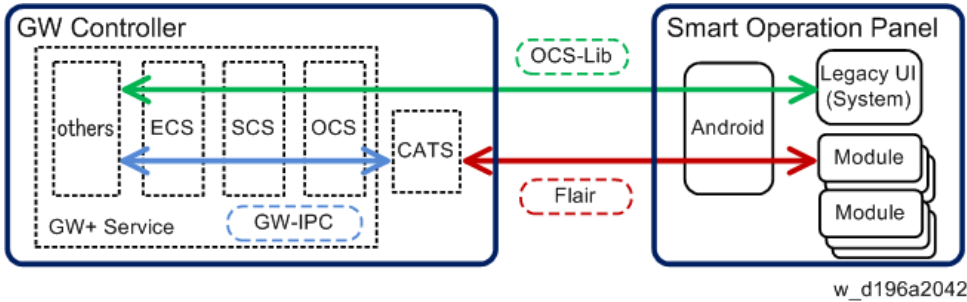 GW Controller
Smart Operation Panel
OCS-Lib
Legacy UI
(System)
others
ECS
SCS
OCS
CATS
Android
Module
Flair
Module
GW+ Service
GW-IPC
w_d196a2042